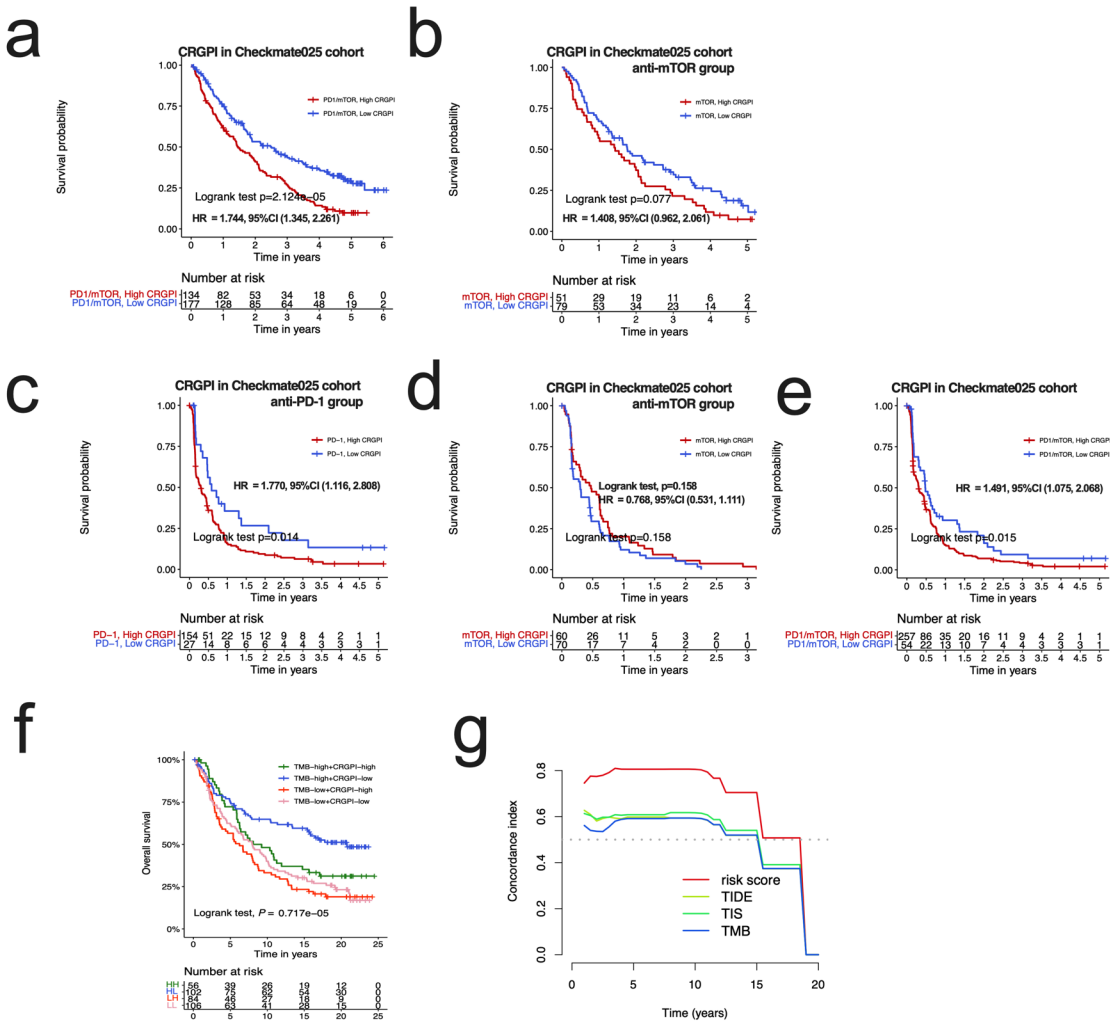 a
CRGPI in Checkmate025 cohort
Survival probability
1.00
0.75
0.50
0.25
0.00
PD1/mTOR, High CRGPI
PD1/mTOR, Low CRGPI
Logrank test p=2.124e-05
HR = 1.744, 95%CI (1.345, 2.261)
0 1 2 3 4 5 6
Time in years
Number at risk
PD1/mTOR, High CRGPI 134 82 53 34 18 6 0
PD1/mTOR, Low CRGPI 177 128 85 64 48 19 2
0 1 2 3 4 5 6
Time in years
b
CRGPI in Checkmate025 cohort
anti-mTOR group
Survival probability
1.00
0.75
0.50
0.25
0.00
mTOR, High CRGPI
mTOR, Low CRGPI
Logrank test p=0.077
HR = 1.408, 95%CI (0.962, 2.061)
0 1 2 3 4 5
Time in years
Number at risk
mTOR, High CRGPI 51 29 19 11 6 2
mTOR, Low CRGPI 79 53 34 23 14 4
0 1 2 3 4 5
Time in years
c
CRGPI in Checkmate025 cohort
anti-PD-1 group
Survival probability
1.00
0.75
0.50
0.25
0.00
PD-1, High CRGPI
PD-1, Low CRGPI
HR = 1.770, 95%CI (1.116, 2.808)
Logrank test p=0.014
0 0.5 1 1.5 2 2.5 3 3.5 4 4.5 5
Time in years
Number at risk
PD-1, High CRGPI 154 51 22 15 12 9 8 4 2 1 1
PD-1, Low CRGPI 27 14 8 6 6 4 4 3 3 3 1
0 0.5 1 1.5 2 2.5 3 3.5 4 4.5 5
Time in years
d
CRGPI in Checkmate025 cohort
anti-mTOR group
Survival probability
1.00
0.75
0.50
0.25
0.00
mTOR, High CRGPI
mTOR, Low CRGPI
Logrank test, p=0.158
HR = 0.768, 95%CI (0.531, 1.111)
Logrank test p=0.158
0 0.5 1 1.5 2 2.5 3
Time in years
Number at risk
mTOR, High CRGPI 60 26 11 5 3 2 1
mTOR, Low CRGPI 70 17 7 4 2 0 0
0 0.5 1 1.5 2 2.5 3
Time in years
e
CRGPI in Checkmate025 cohort
Survival probability
1.00
0.75
0.50
0.25
0.00
PD1/mTOR, High CRGPI
PD1/mTOR, Low CRGPI
HR = 1.491, 95%CI (1.075, 2.068)
Logrank test p=0.015
0 0.5 1 1.5 2 2.5 3 3.5 4 4.5 5
Time in years
Number at risk
PD1/mTOR, High CRGPI 257 86 35 20 16 11 9 4 2 1 1
PD1/mTOR, Low CRGPI 54 22 13 10 7 4 4 3 3 3 1
0 0.5 1 1.5 2 2.5 3 3.5 4 4.5 5
Time in years
f
Overall survival
100%
75%
50%
25%
0%
TMB-high+CRGPI-high
TMB-high+CRGPI-low
TMB-low+CRGPI-high
TMB-low+CRGPI-low
Logrank test, P = 0.717e-05
0 5 10 15 20 25
Time in years
Number at risk
HH 56 39 26 19 12 0
HL 102 75 62 54 30 0
LH 84 46 27 18 9 0
LL 106 63 41 28 15 0
0 5 10 15 20 25
g
Concordance index
0.8
0.6
0.4
0.2
0.0
risk score
TIDE
TIS
TMB
0 5 10 15 20
Time (years)